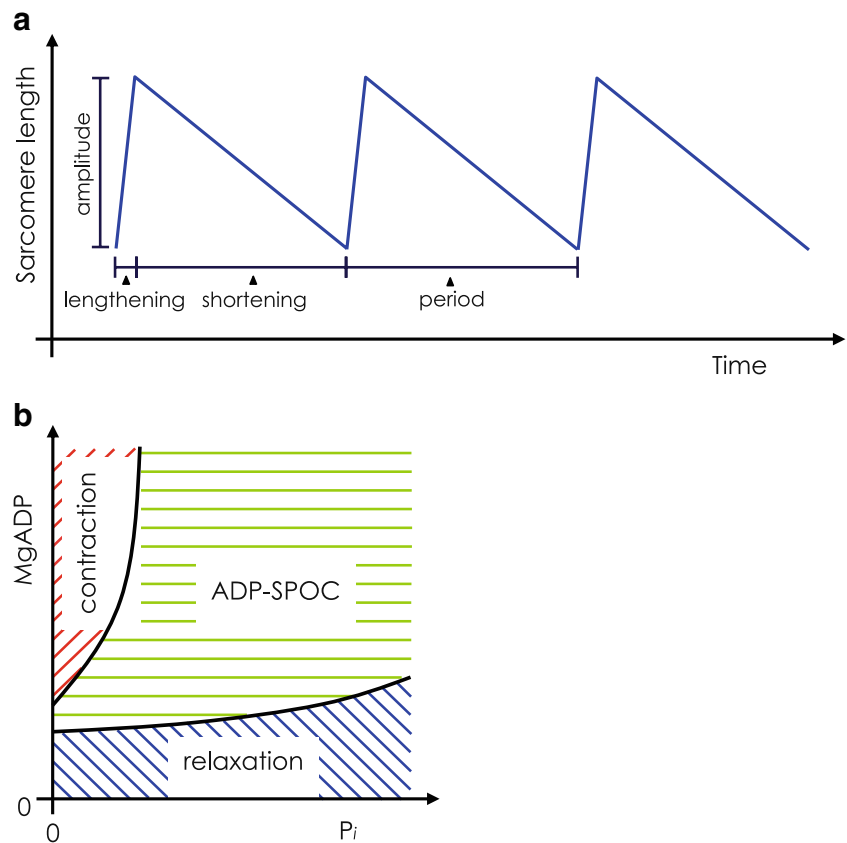 a
Sarcomere length
amplitude
lengthening
shortening
period
Time
b
MgADP
contraction
ADP-SPOC
relaxation
0
0
Pi